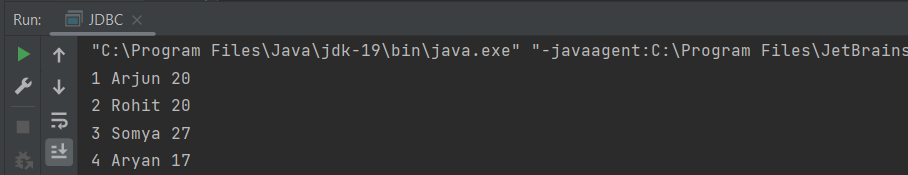 Run: JDBC
"C:\Program Files\Java\jdk-19\bin\java.exe" "-javaagent:C:\Program Files\JetBrains
1 Arjun 20
2 Rohit 20
3 Somya 27
4 Aryan 17